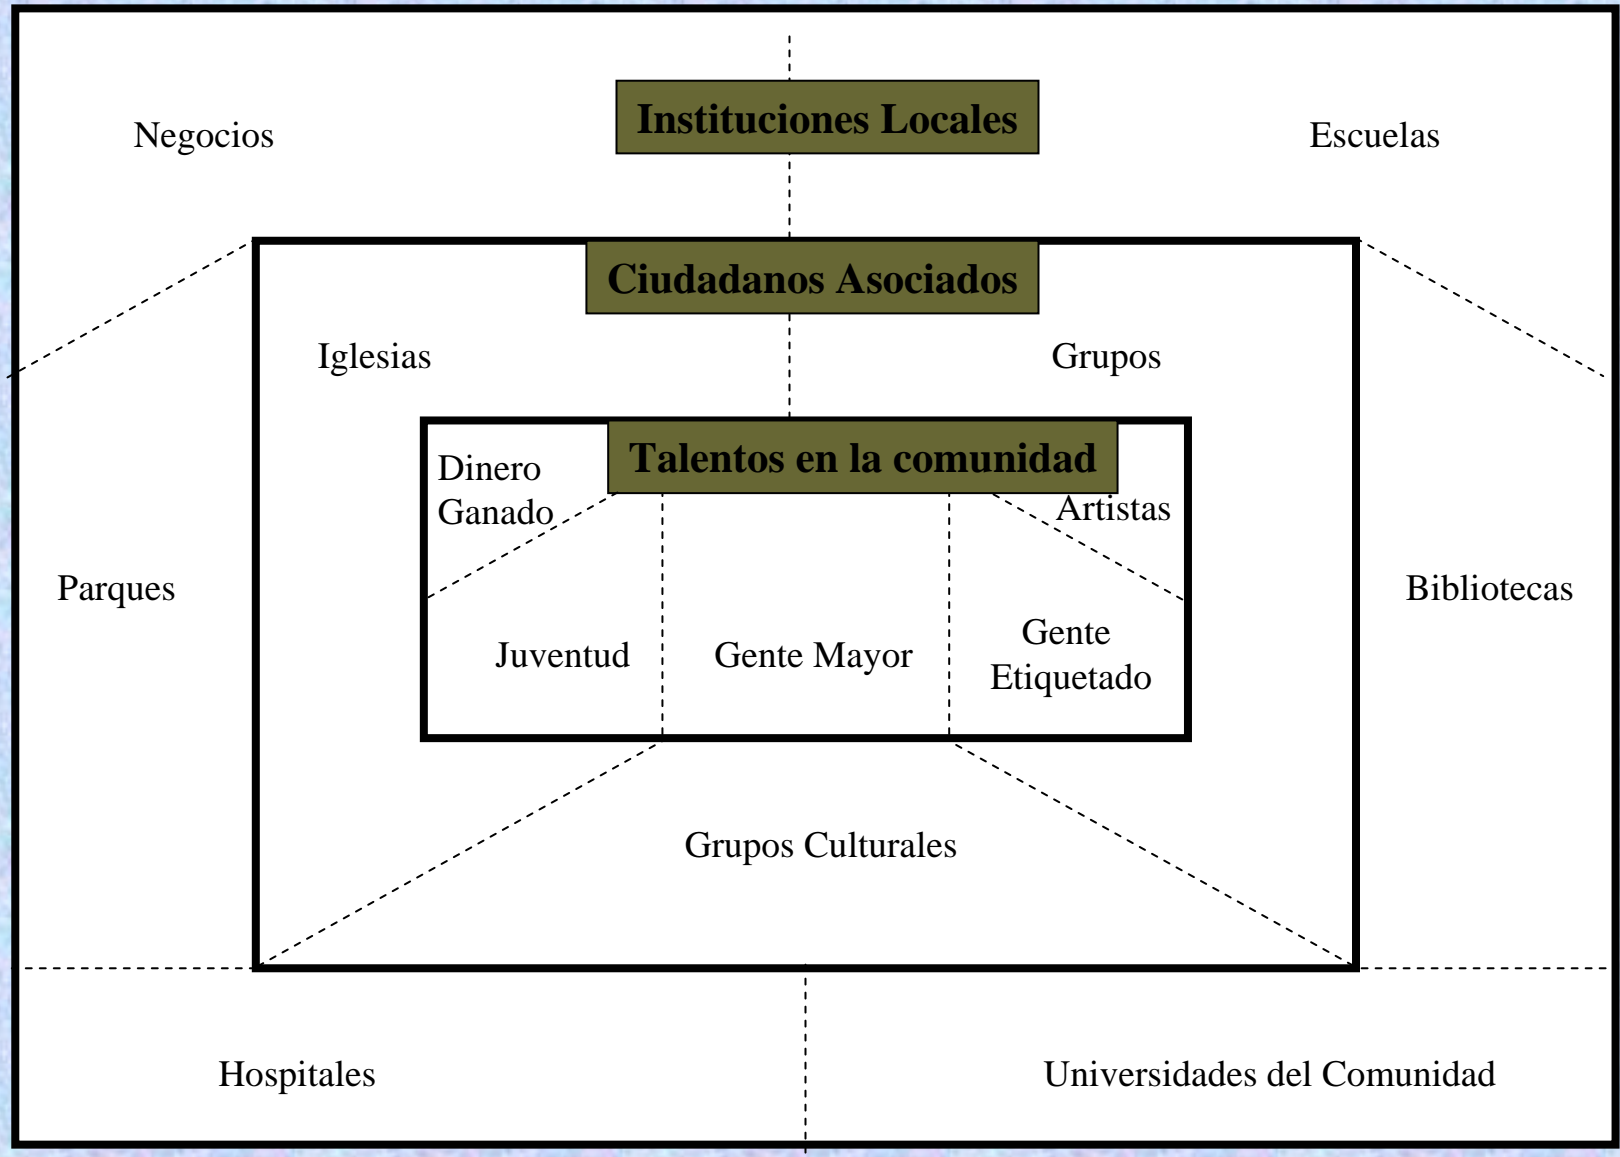 Instituciones Locales
Negocios
Escuelas
Ciudadanos Asociados
Iglesias
Grupos
Talentos en la comunidad
Dinero
Ganado
Artistas
Parques
Bibliotecas
Juventud
Gente Mayor
Gente
Etiquetado
Grupos Culturales
Hospitales
Universidades del Comunidad